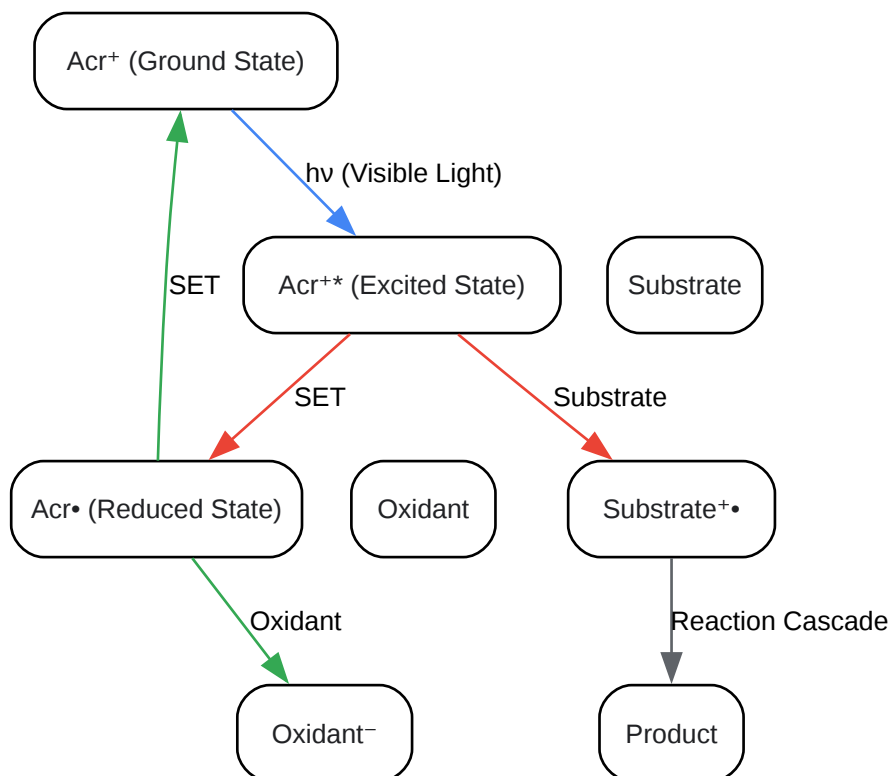 Acr⁺ (Ground State)
hν (Visible Light)
SET
Acr⁺* (Excited State)
Substrate
SET
Substrate
Acr• (Reduced State)
Oxidant
Substrate⁺•
Oxidant
Reaction Cascade
Oxidant⁻
Product